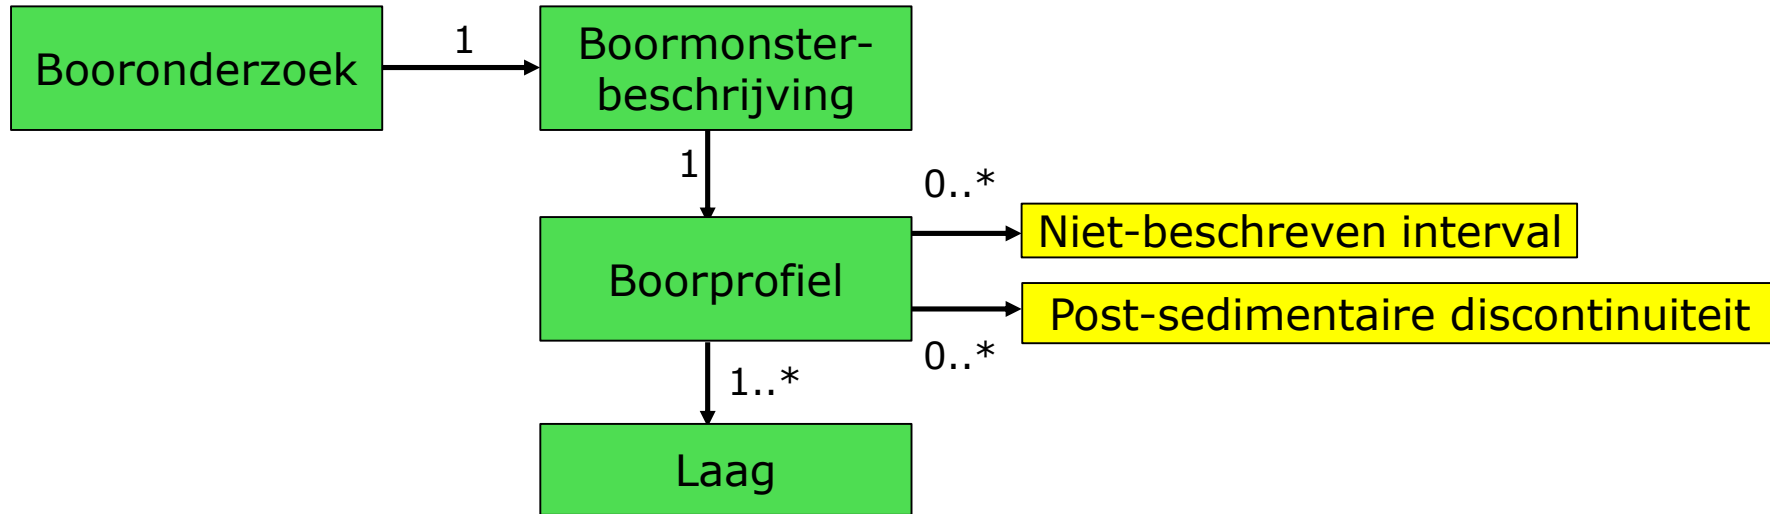 Booronderzoek
1
Boormonster-
beschrijving
1
0..*
Niet-beschreven interval
Boorprofiel
Post-sedimentaire discontinuiteit
0..*
1..*
Laag